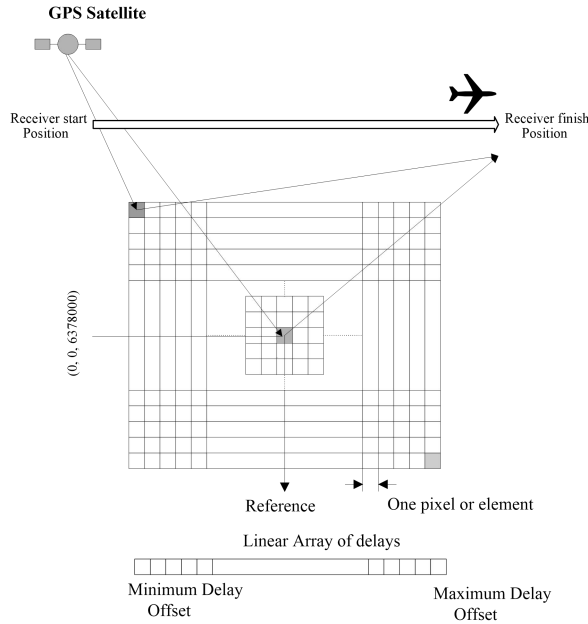 GPS Satellite
Receiver start
Position
Receiver finish
Position
(0, 0, 6378000)
Reference
One pixel or element
Linear Array of delays
Minimum Delay
Offset
Maximum Delay
Offset